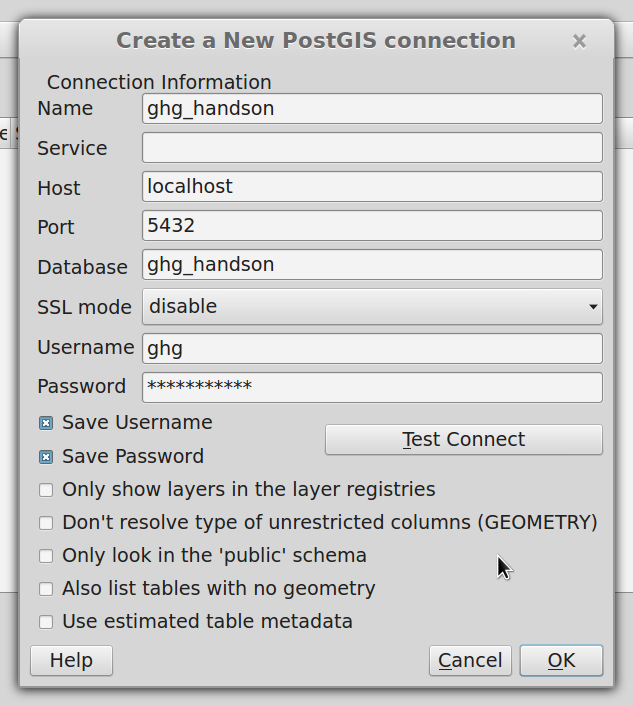 Create a New PostGIS connection
Connection Information
Name ghg_handson
Service
Host localhost
Port 5432
Database ghg_handson
SSL mode disable
Username ghg
Password ***********
Save Username
Test Connect
Save Password
Only show layers in the layer registries
Don't resolve type of unrestricted columns (GEOMETRY)
Only look in the 'public' schema
Also list tables with no geometry
Use estimated table metadata
Help Cancel OK